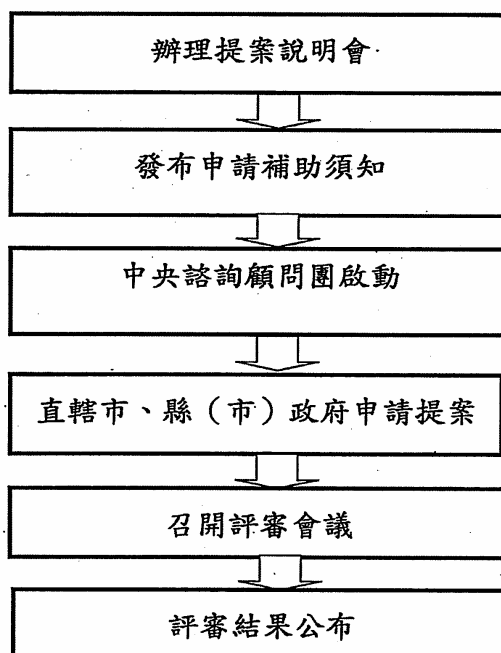 辦理提案說明會
發布申請補助須知
中央諮詢顧問團啟動
直轄市、縣（市）政府申請提案
召開評審會議
評審結果公布